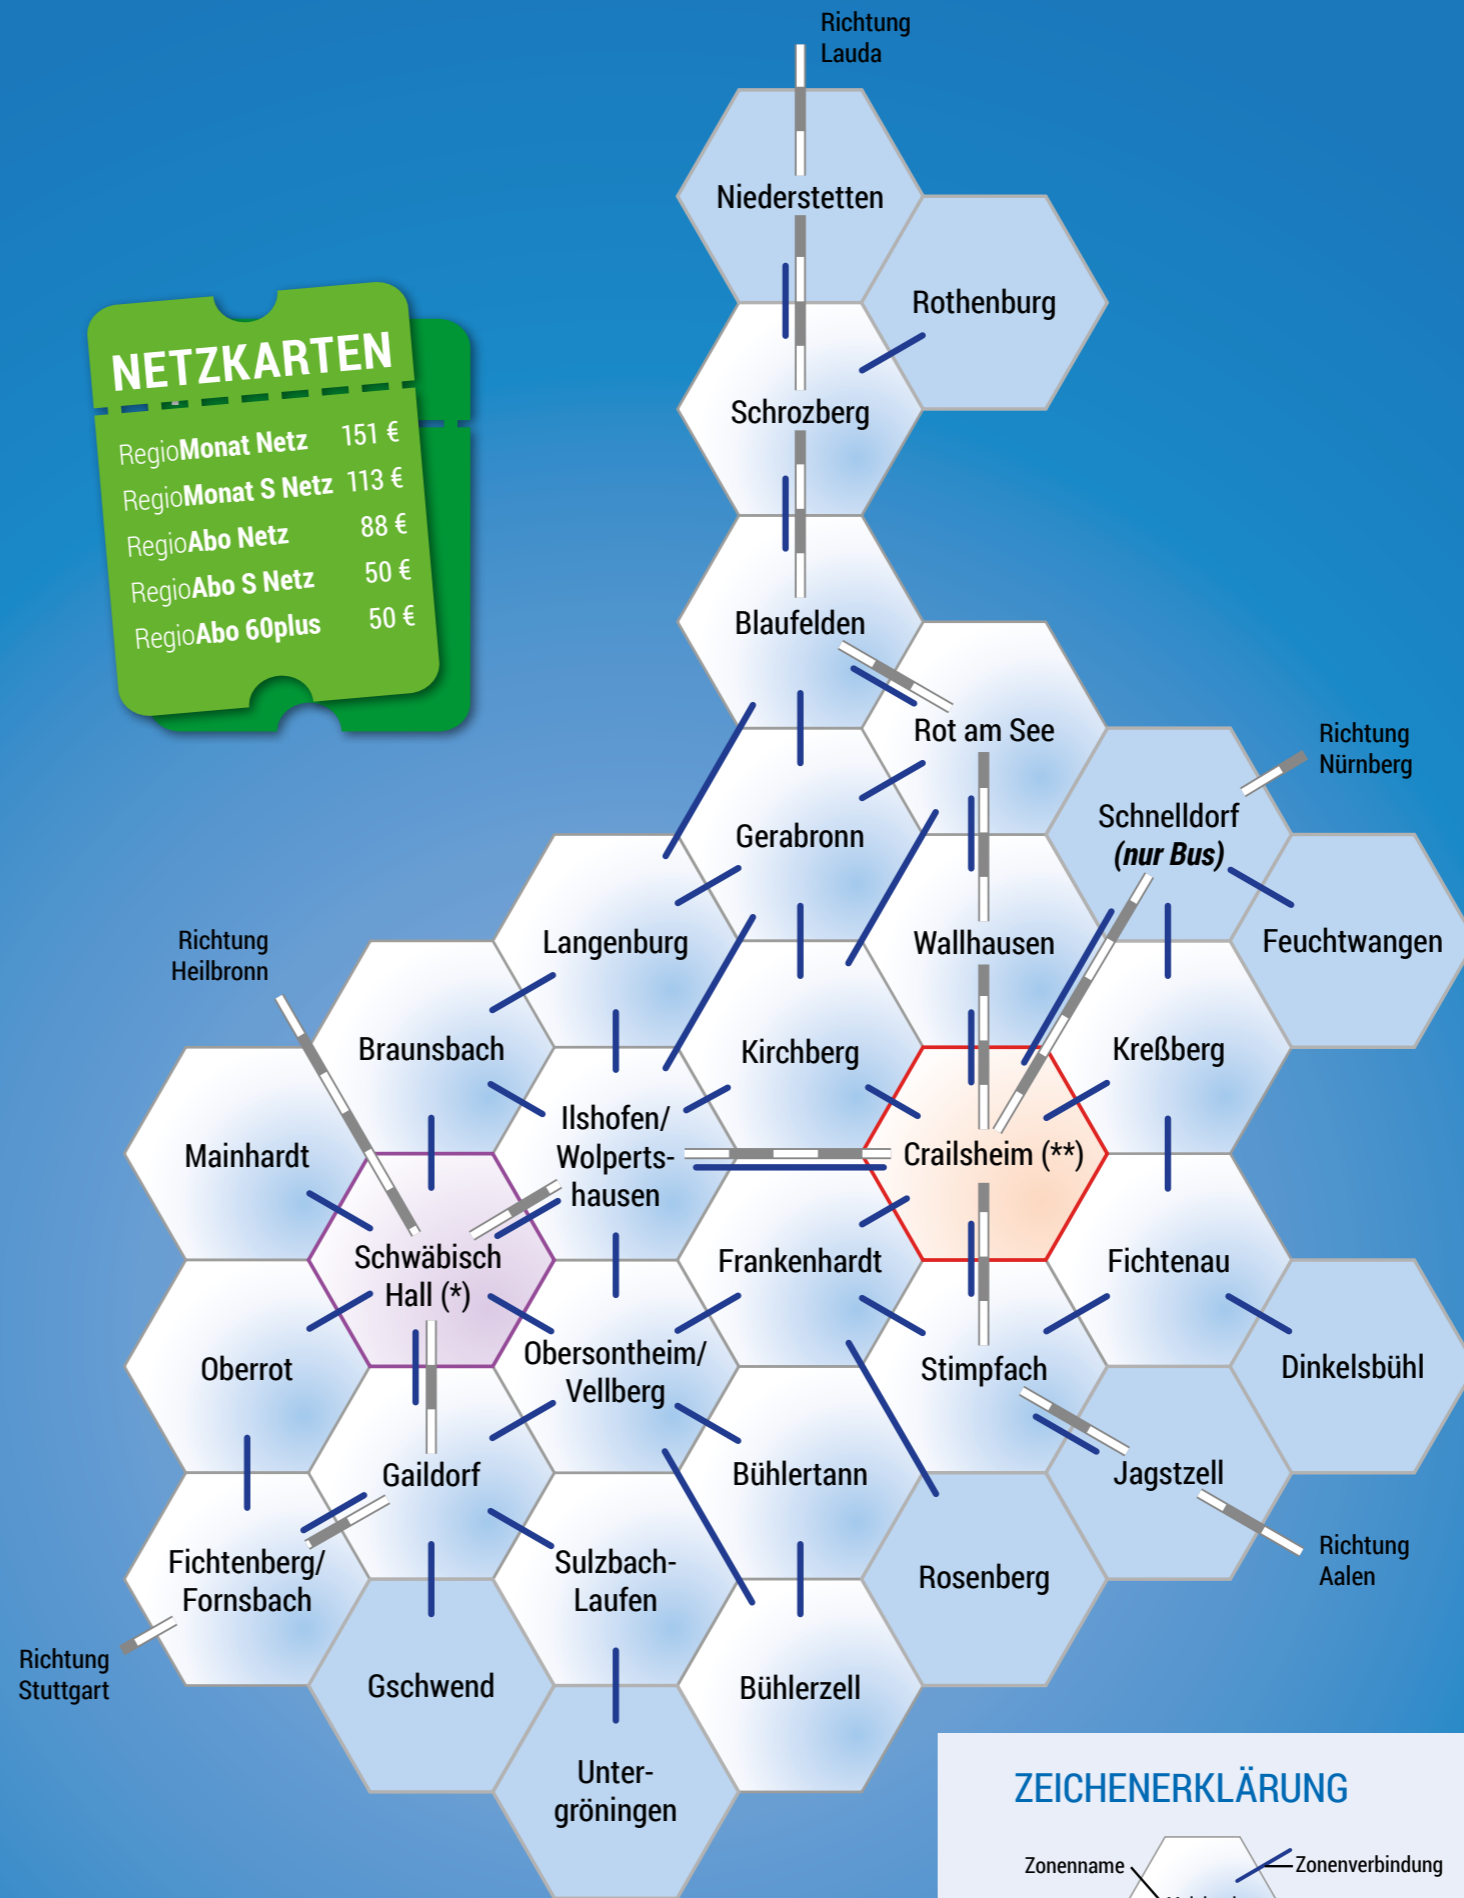 Richtung
Lauda
Niederstetten
Rothenburg
NETZKARTEN
RegioMonat Netz 151 €
RegioMonat S Netz 113 €
RegioAbo Netz 88 €
RegioAbo S Netz 50 €
RegioAbo 60plus 50 €
Schrozberg
Blaufelden
Rot am See
Richtung
Nürnberg
Schnelldorf
(nur Bus)
Gerabronn
Langenburg
Wallhausen
Feuchtwangen
Richtung
Heilbronn
Braunsbach
Kirchberg
Kreßberg
Mainhardt
Ilshofen/
Wolperts-
hausen
Crailsheim (**)
Schwäbisch
Hall (*)
Frankenhardt
Fichtenau
Oberrot
Obersontheim/
Vellberg
Stimpfach
Dinkelsbühl
Gaildorf
Bühlertann
Jagstzell
Fichtenberg/
Fornsbach
Sulzbach-
Laufen
Rosenberg
Richtung
Aalen
Richtung
Stuttgart
Gschwend
Bühlerzell
Unter-
gröningen
ZEICHENERKLÄRUNG
Zonenname
Zonenverbindung